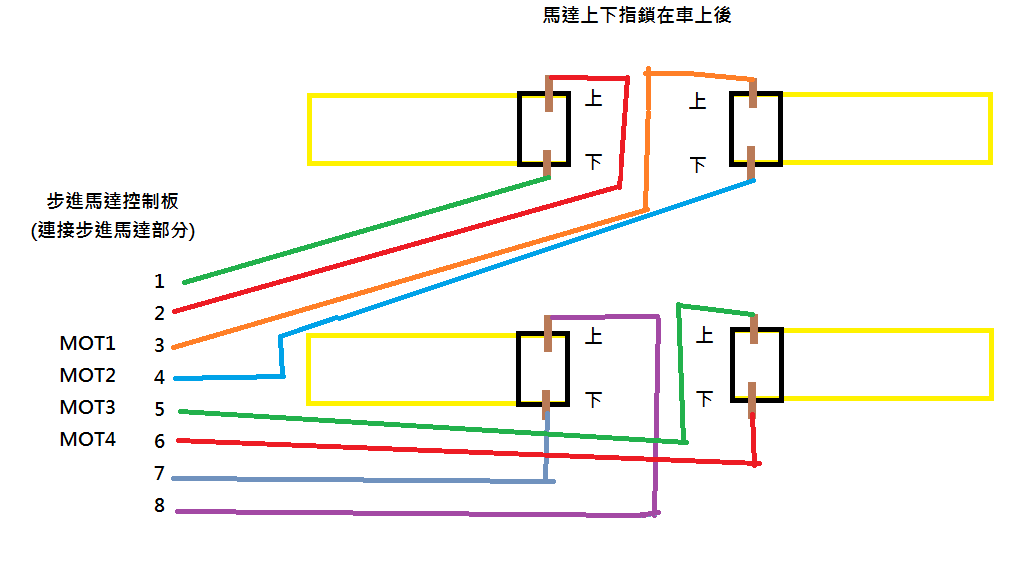 馬達上下指鎖在車上後
上
上
下
下
步進馬達控制板
(連接步進馬達部分)
1
2
MOT1 3
MOT2 4
MOT3 5
MOT4 6
7
8
上
上
下
下